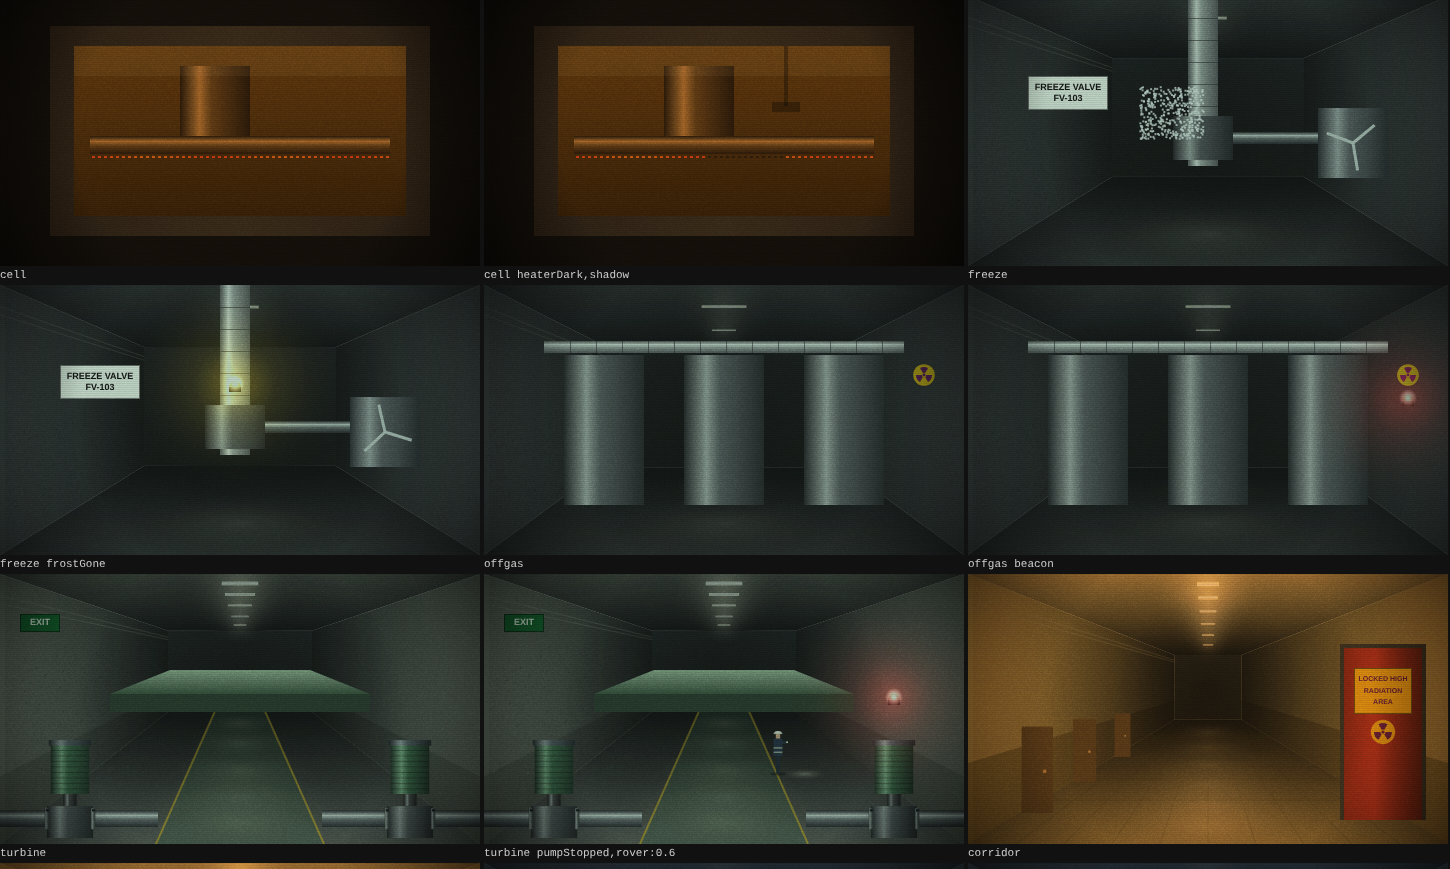 FREEZE VALVE
FV-103
cell
cell heaterDark,shadow
freeze
FREEZE VALVE
FV-103
freeze frostGone
offgas
offgas beacon
EXIT
EXIT
LOCKED HIGH
RADIATION
AREA
turbine
turbine pumpStopped,rover:0.6
corridor